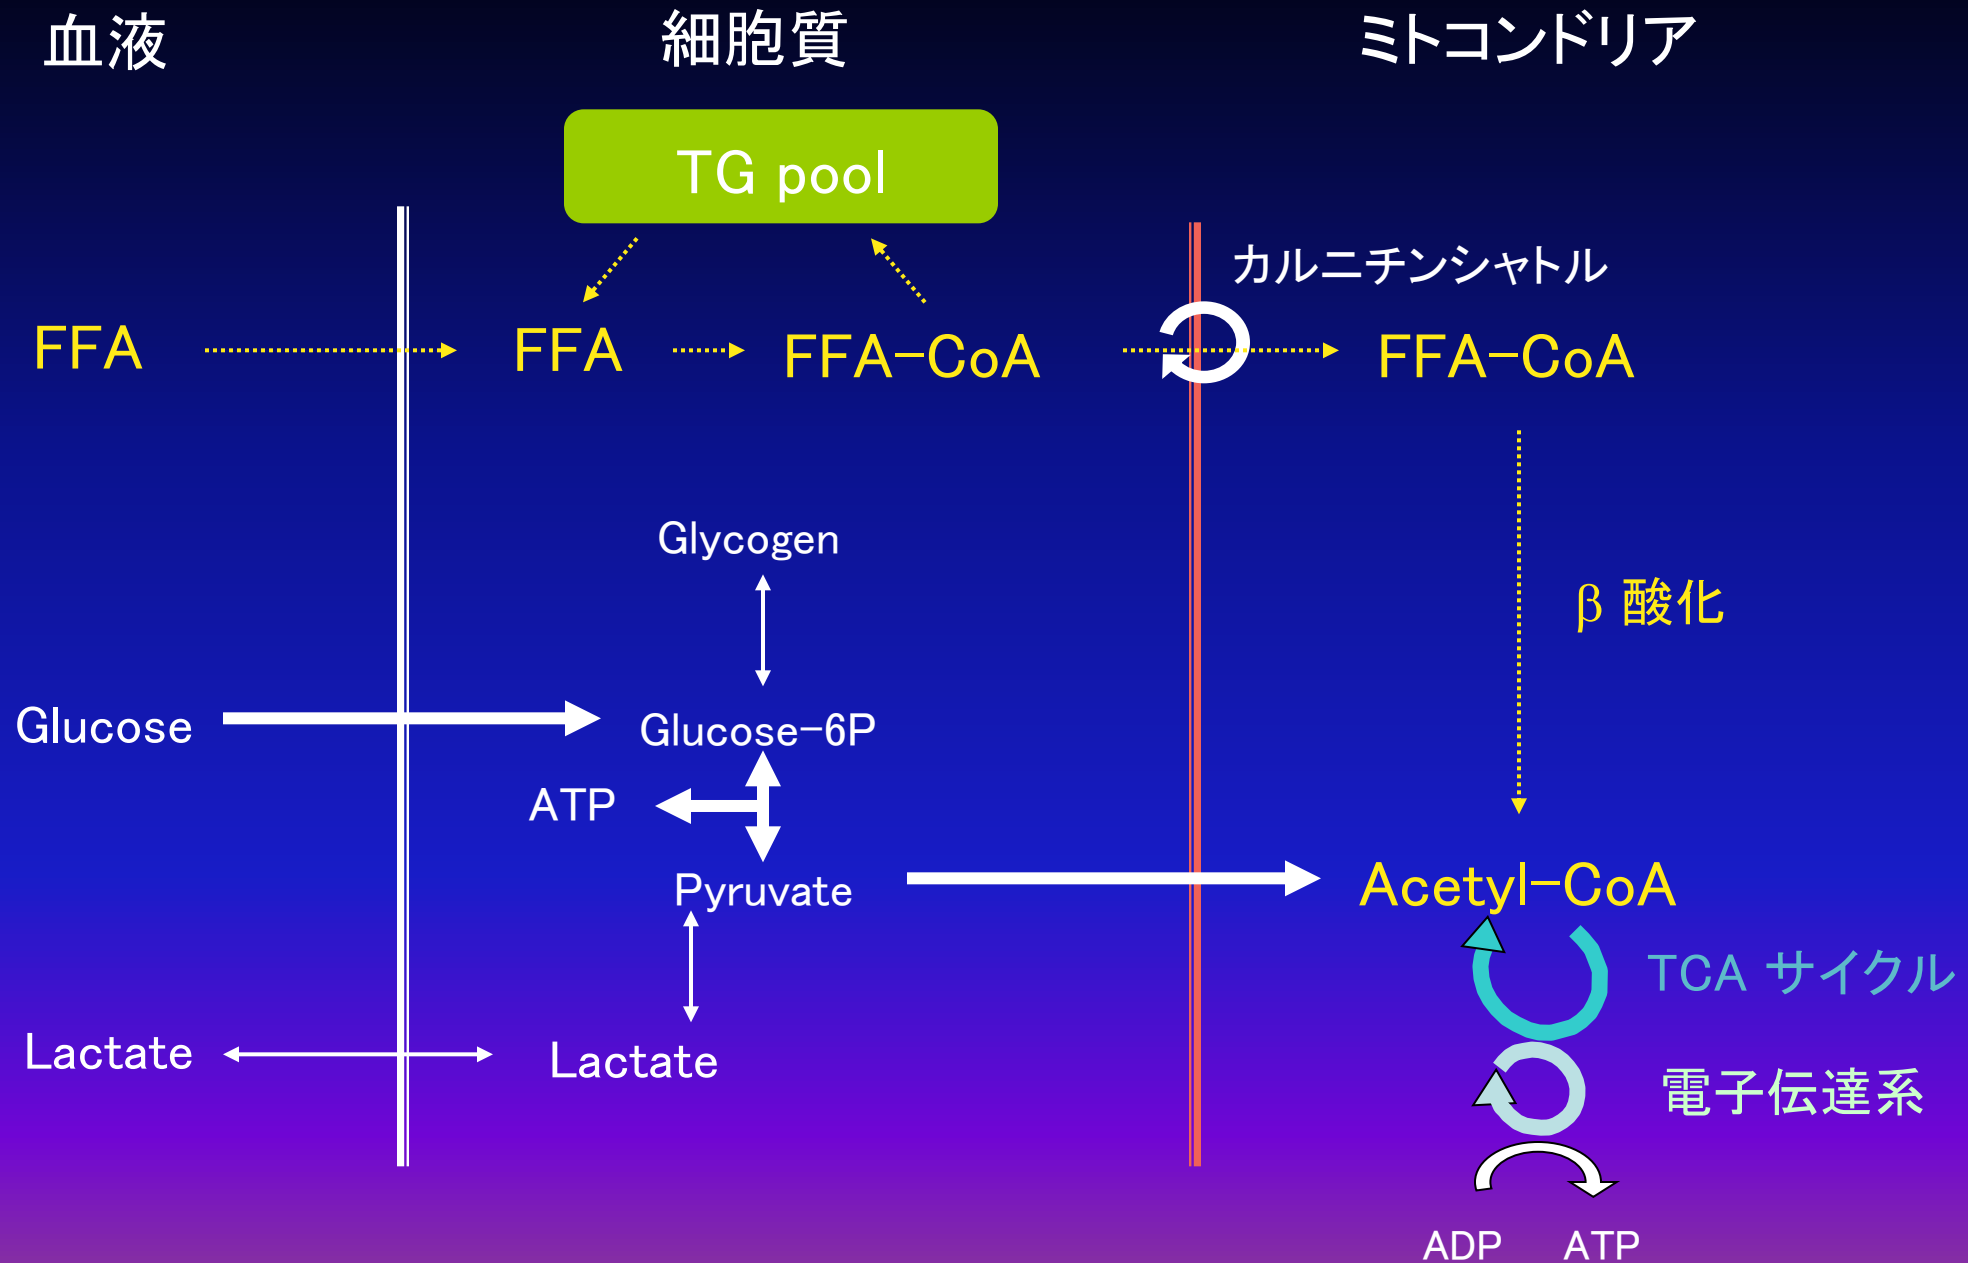 血液
細胞質
ミトコンドリア
TG pool
カルニチンシャトル
FFA
FFA
FFA-CoA
FFA-CoA
Glycogen
β 酸化
Glucose
Glucose-6P
ATP
Pyruvate
Acetyl-CoA
TCA サイクル
Lactate
Lactate
電子伝達系
ADP
ATP